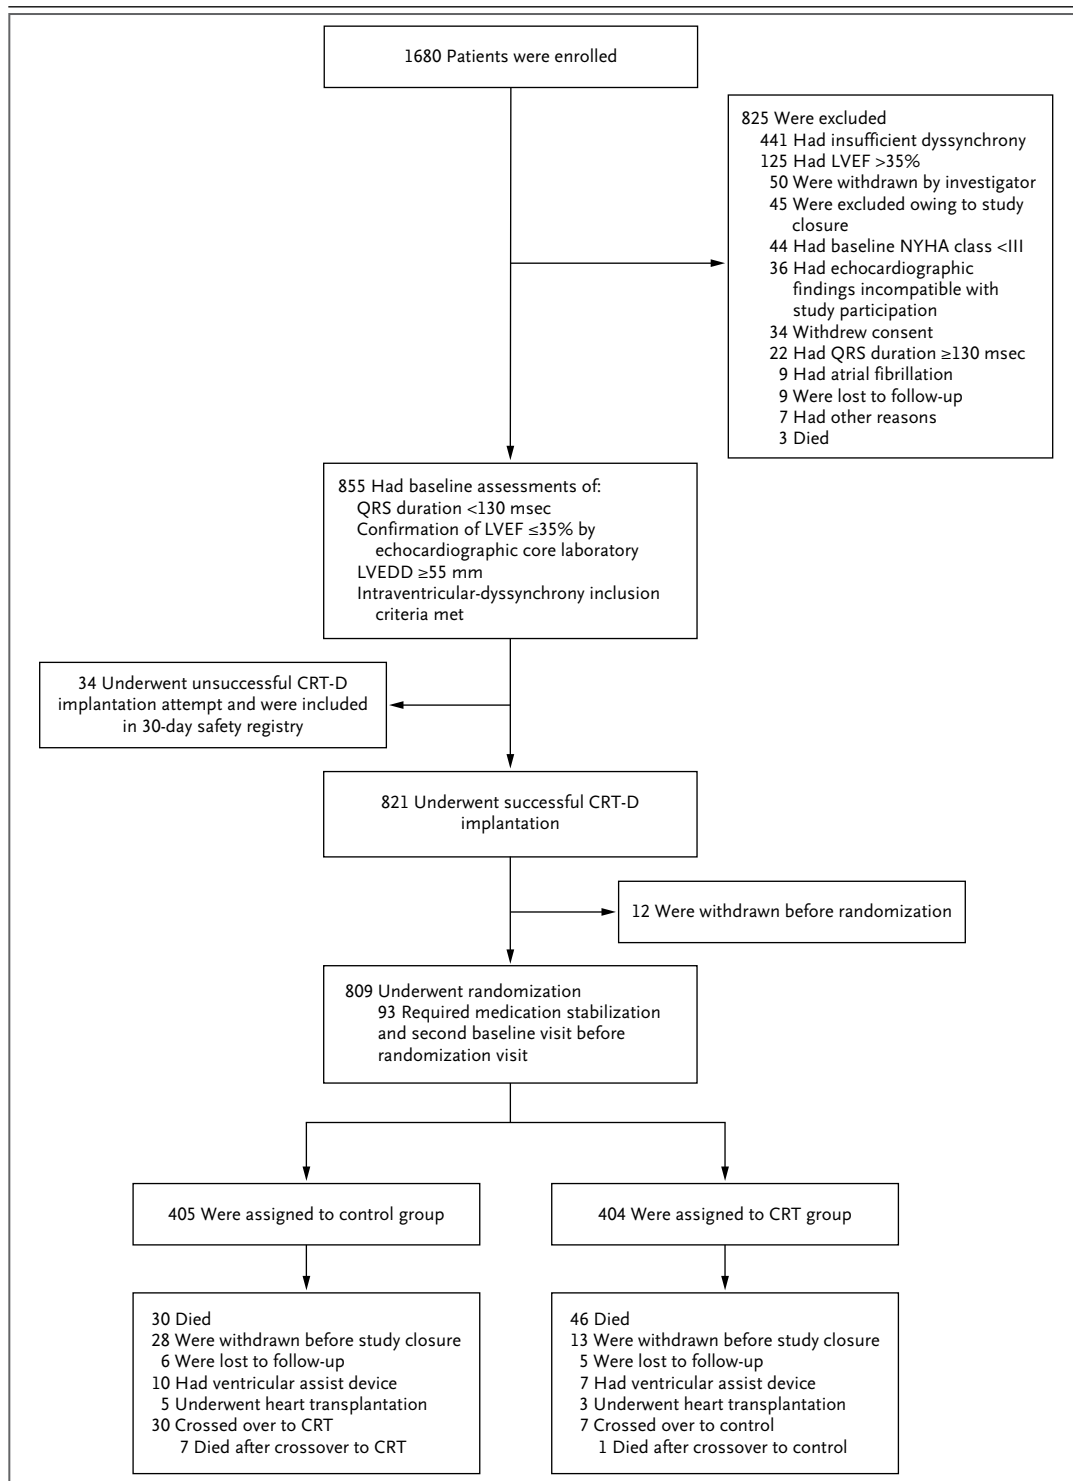 1680 Patients were enrolled
825 Were excluded
441 Had insufficient dyssynchrony
125 Had LVEF >35%
50 Were withdrawn by investigator
45 Were excluded owing to study
closure
44 Had baseline NYHA class <III
36 Had echocardiographic
findings incompatible with
study participation
34 Withdrew consent
22 Had QRS duration ≥130 msec
9 Had atrial fibrillation
9 Were lost to follow-up
7 Had other reasons
3 Died
855 Had baseline assessments of:
QRS duration <130 msec
Confirmation of LVEF ≤35% by
echocardiographic core laboratory
LVEDD ≥55 mm
Intraventricular-dyssynchrony inclusion
criteria met
34 Underwent unsuccessful CRT-D
implantation attempt and were included
in 30-day safety registry
821 Underwent successful CRT-D
implantation
12 Were withdrawn before randomization
809 Underwent randomization
93 Required medication stabilization
and second baseline visit before
randomization visit
405 Were assigned to control group
404 Were assigned to CRT group
30 Died
28 Were withdrawn before study closure
6 Were lost to follow-up
10 Had ventricular assist device
5 Underwent heart transplantation
30 Crossed over to CRT
7 Died after crossover to CRT
46 Died
13 Were withdrawn before study closure
5 Were lost to follow-up
7 Had ventricular assist device
3 Underwent heart transplantation
7 Crossed over to control
1 Died after crossover to control